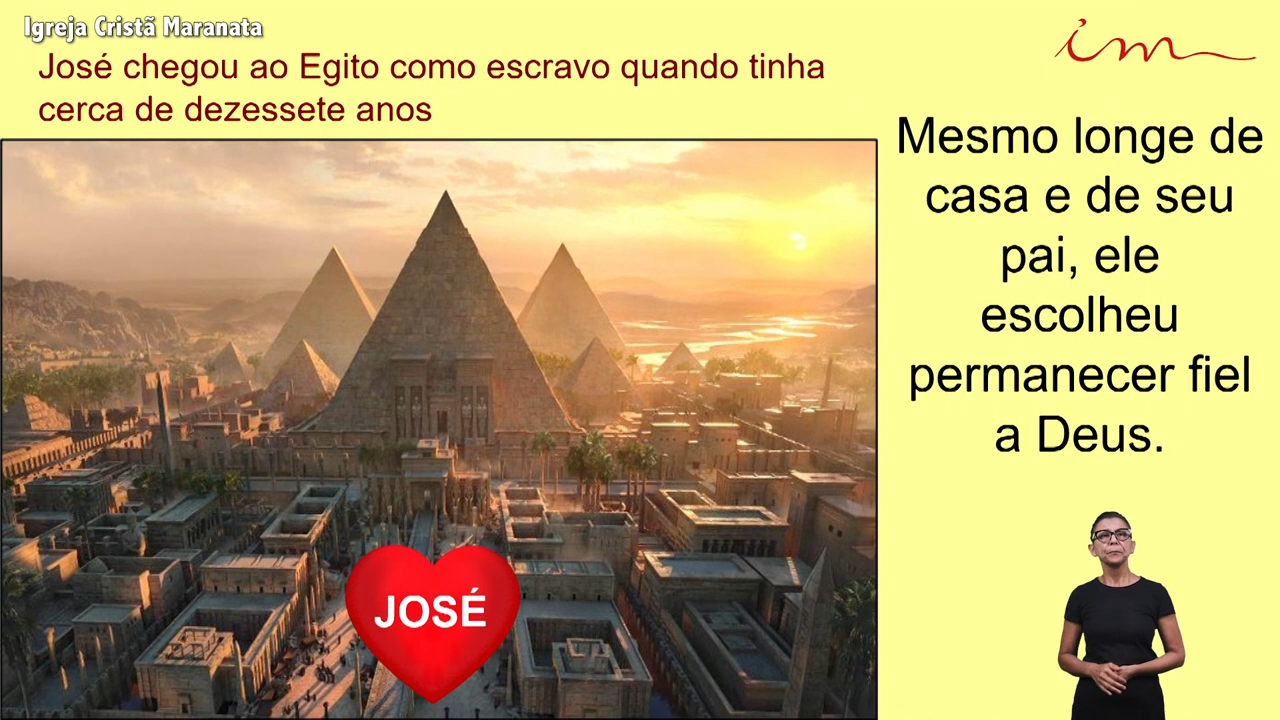 Igreja Cristã Maranata
im
José chegou ao Egito como escravo quando tinha
cerca de dezessete anos
Mesmo longe de
casa e de seu
pai, ele
escolheu
permanecer fiel
a Deus.
JOSÉ